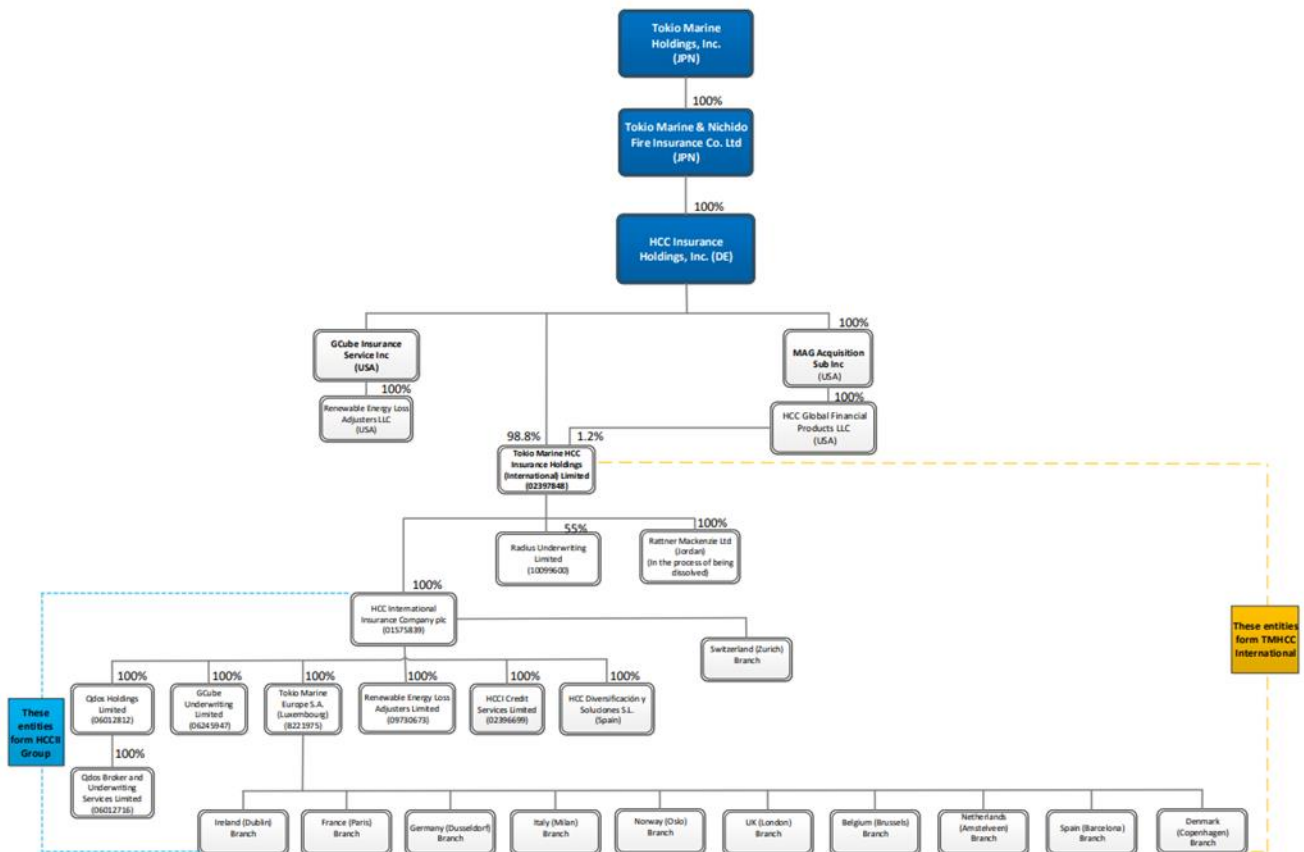 Tokio Marine
Holdings, Inc.
(JPN)
100%
Tokio Marine & Nichido
Fire Insurance Co. Ltd
(JPN)
100%
HCC Insurance
Holdings, Inc. (DE)
GCube Insurance
Service Inc
(USA)
100%
Renewable Energy Loss
Adjusters LLC
(USA)
100%
MAG Acquisition
Sub Inc
(USA)
100%
HCC Global Financial
Products LLC
(USA)
98.8%
1.2%
Tokio Marine HCC
Insurance Holdings
(International) Limited
(02397848)
55%
Radius Underwriting
Limited
(10099600)
100%
Rattner Mackenzie Ltd
(Jordan)
(In the process of being
dissolved)
100%
HCC International
Insurance Company plc
(01575839)
Switzerland (Zurich)
Branch
These entities
form TMHCC
International
These
entities
form HCCII
Group
100%
Qdos Holdings
Limited
(06012812)
100%
GCube
Underwriting
Limited
(06245947)
100%
Tokio Marine
Europe S.A.
(Luxembourg)
(B221975)
100%
Renewable Energy Loss
Adjusters Limited
(09730673)
100%
HCCI Credit
Services Limited
(02396699)
100%
HCC Diversificación y
Soluciones S.L.
(Spain)
100%
Qdos Broker and
Underwriting
Services Limited
(06012716)
Ireland (Dublin)
Branch
France (Paris)
Branch
Germany (Dusseldorf)
Branch
Italy (Milan)
Branch
Norway (Oslo)
Branch
UK (London)
Branch
Belgium (Brussels)
Branch
Netherlands
(Amstelveen)
Branch
Spain (Barcelona)
Branch
Denmark
(Copenhagen)
Branch